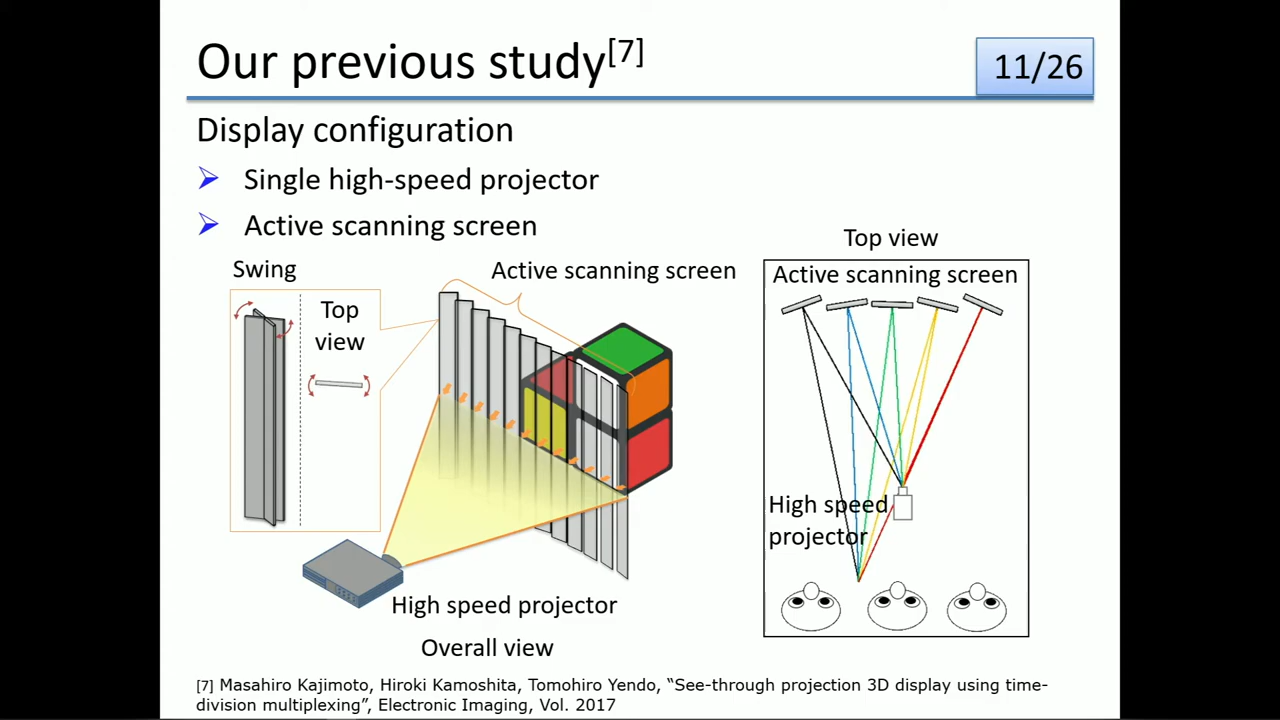 Our previous study[7]
11/26
Display configuration
Single high-speed projector
Active scanning screen
Swing
Top
view
Active scanning screen
High speed projector
Overall view
Top view
Active scanning screen
High speed
projector
[7] Masahiro Kajimoto, Hiroki Kamoshita, Tomohiro Yendo, “See-through projection 3D display using time-
division multiplexing”, Electronic Imaging, Vol. 2017